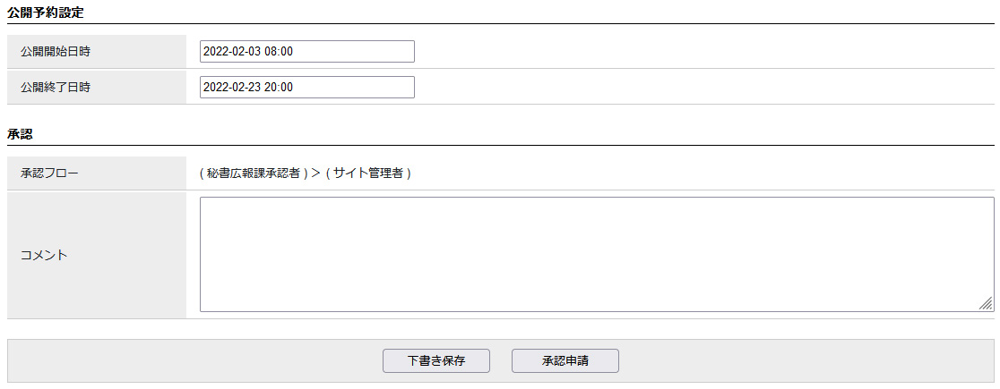 公開予約設定
公開開始日時 2022-02-03 08:00
公開終了日時 2022-02-23 20:00
承認
承認フロー ( 秘書広報課承認者 ) ＞ ( サイト管理者 )
コメント
下書き保存 承認申請